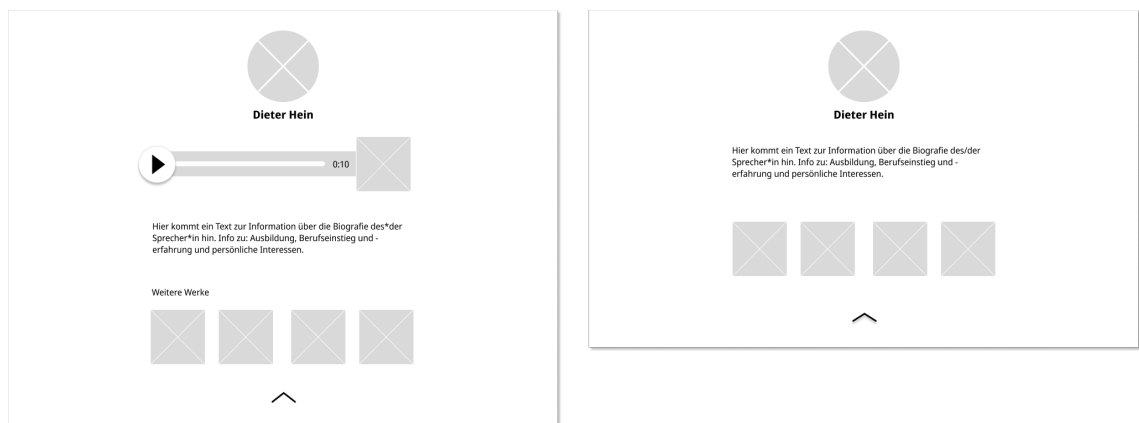 Dieter Hein
0:10
Hier kommt ein Text zur Information über die Biografie des*der
Sprecher*in hin. Info zu: Ausbildung, Berufseinstieg und -
erfahrung und persönliche Interessen.
Weitere Werke
Dieter Hein
Hier kommt ein Text zur Information über die Biografie des/der
Sprecher*in hin. Info zu: Ausbildung, Berufseinstieg und -
erfahrung und persönliche Interessen.